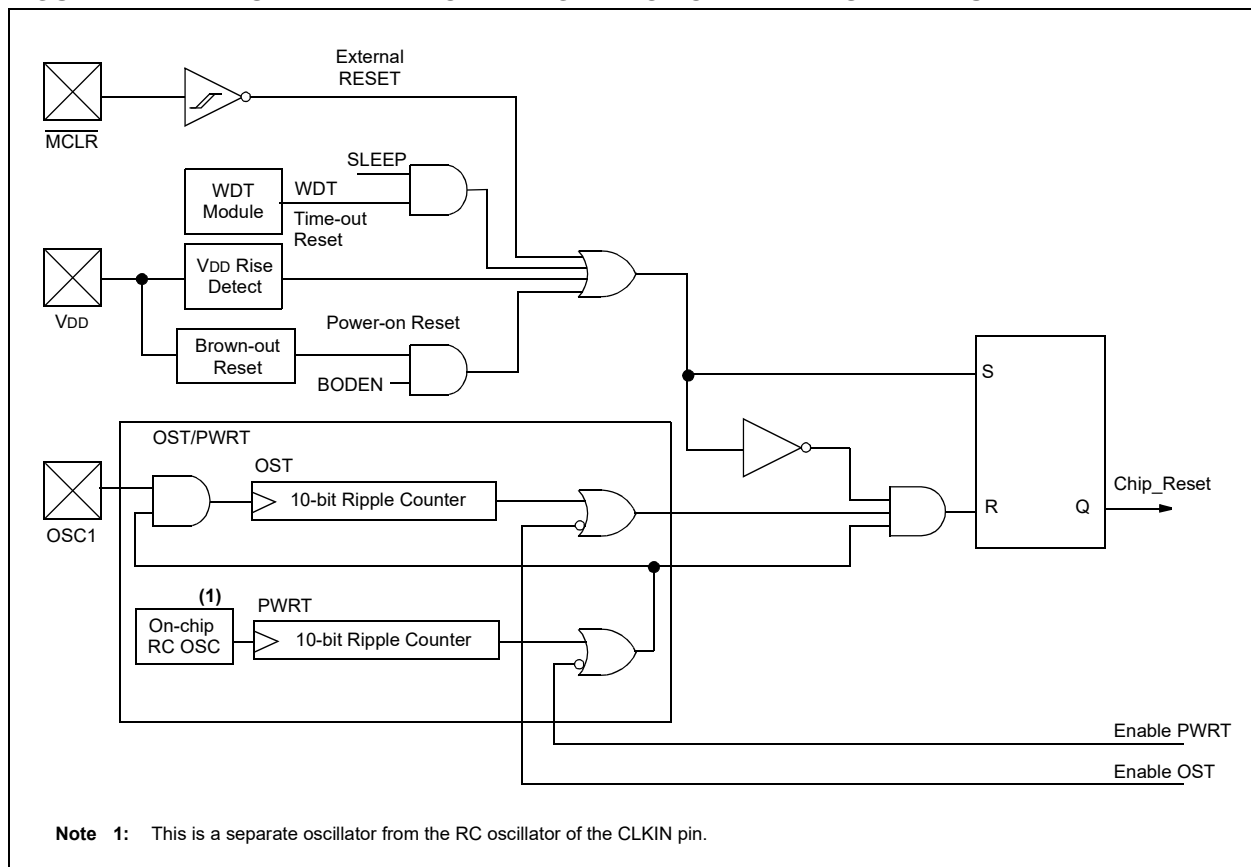 External
RESET
MCLR
SLEEP
WDT
Module
WDT
Time-out
Reset
VDD Rise
Detect
VDD
Power-on Reset
Brown-out
Reset
BODEN
S
OST/PWRT
OST
10-bit Ripple Counter
OSC1
Chip_Reset
R
Q
(1)
On-chip
RC OSC
PWRT
10-bit Ripple Counter
Enable PWRT
Enable OST
Note 1: This is a separate oscillator from the RC oscillator of the CLKIN pin.